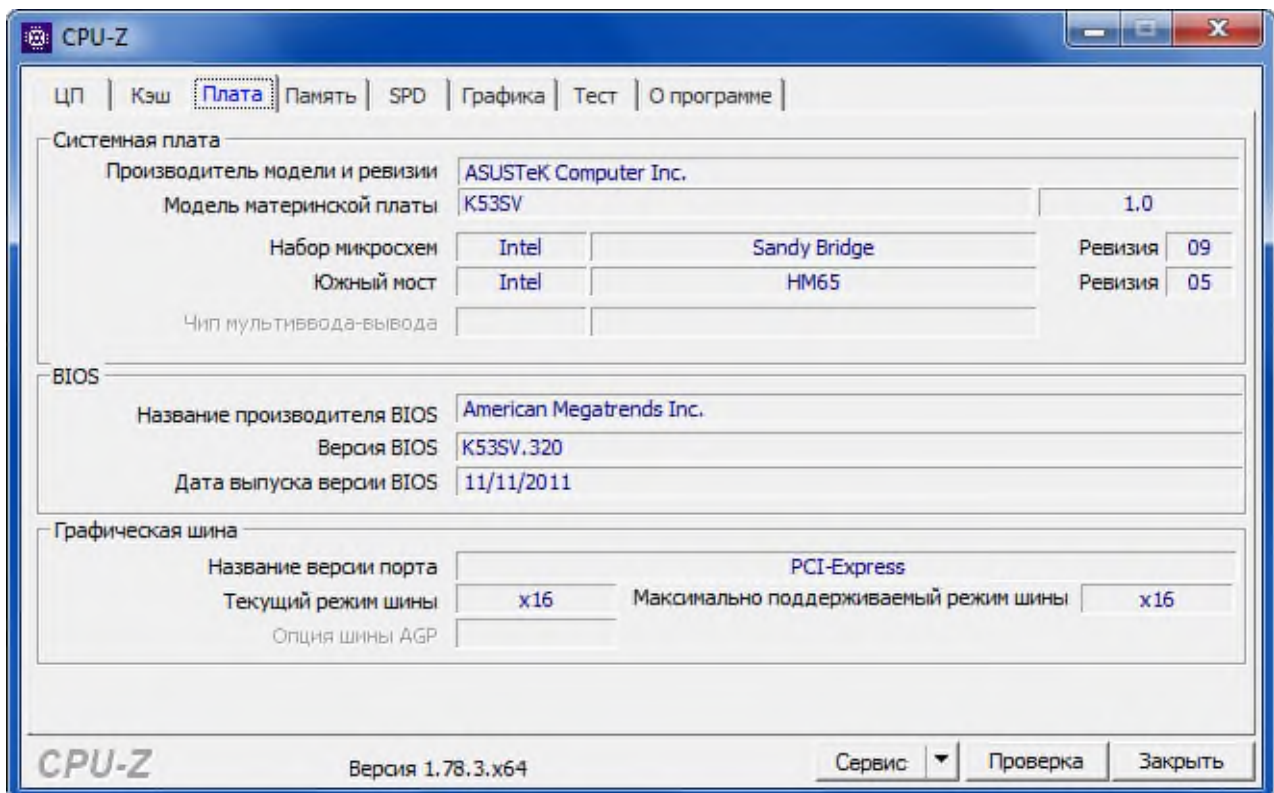 CPU-Z
ЦП Кэш Плата Память SPD Графика Тест О программе
Системная плата
Производитель модели и ревизии ASUSTeK Computer Inc.
Модель материнской платы K53SV 1.0
Набор микросхем Intel Sandy Bridge Ревизия 09
Южный мост Intel HM65 Ревизия 05
Чип мультиввода-вывода
BIOS
Название производителя BIOS American Megatrends Inc.
Версия BIOS K53SV.320
Дата выпуска версии BIOS 11/11/2011
Графическая шина
Название версии порта PCI-Express
Текущий режим шины x16 Максимально поддерживаемый режим шины x16
Опция шины AGP
CPU-Z Версия 1.78.3.x64 Сервис Проверка Закрыть